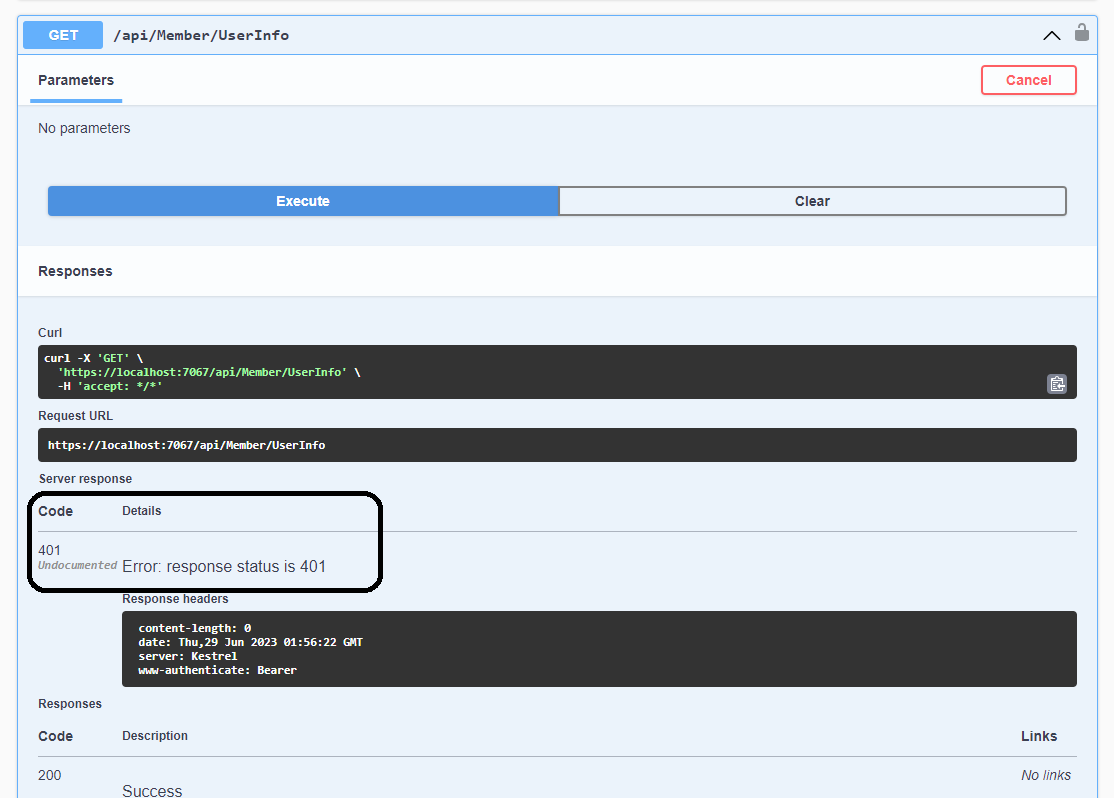 GET /api/Member/UserInfo
Parameters
Cancel
No parameters
Execute
Clear
Responses
Curl
curl -X 'GET' \
'https://localhost:7067/api/Member/UserInfo' \
-H 'accept: */*'
Request URL
https://localhost:7067/api/Member/UserInfo
Server response
Code Details
401
Undocumented Error: response status is 401
Response headers
content-length: 0
date: Thu,29 Jun 2023 01:56:22 GMT
server: Kestrel
www-authenticate: Bearer
Responses
Code Description Links
200 No links
Success